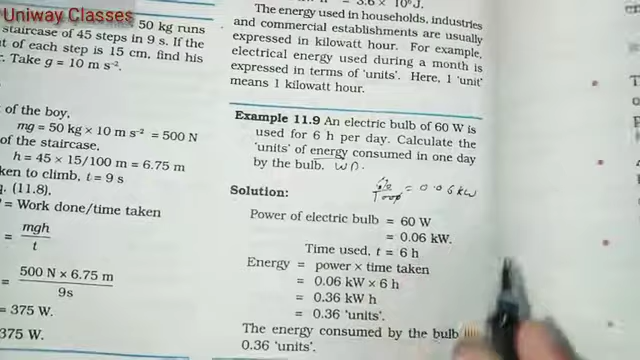 Uniway Classes
50 kg runs
staircase of 45 steps in 9 s. If the
of each step is 15 cm, find his
Take g = 10 m s⁻².
of the boy,
mg = 50 kg × 10 m s⁻² = 500 N
of the staircase,
h = 45 × 15/100 m = 6.75 m
taken to climb, t = 9 s
(11.8),
= Work done/time taken
= mgh
t
= 500 N × 6.75 m
9s
= 375 W.
375 W.
= 3.6 × 10⁶ J.
The energy used in households, industries
and commercial establishments are usually
expressed in kilowatt hour. For example,
electrical energy used during a month is
expressed in terms of ‘units’. Here, 1 ‘unit’
means 1 kilowatt hour.
Example 11.9 An electric bulb of 60 W is
used for 6 h per day. Calculate the
‘units’ of energy consumed in one day
by the bulb.
= 0.06 kW
Solution:
Power of electric bulb = 60 W
= 0.06 kW.
Time used, t = 6 h
Energy = power × time taken
= 0.06 kW × 6 h
= 0.36 kW h
= 0.36 ‘units’.
The energy consumed by the bulb is
0.36 ‘units’.